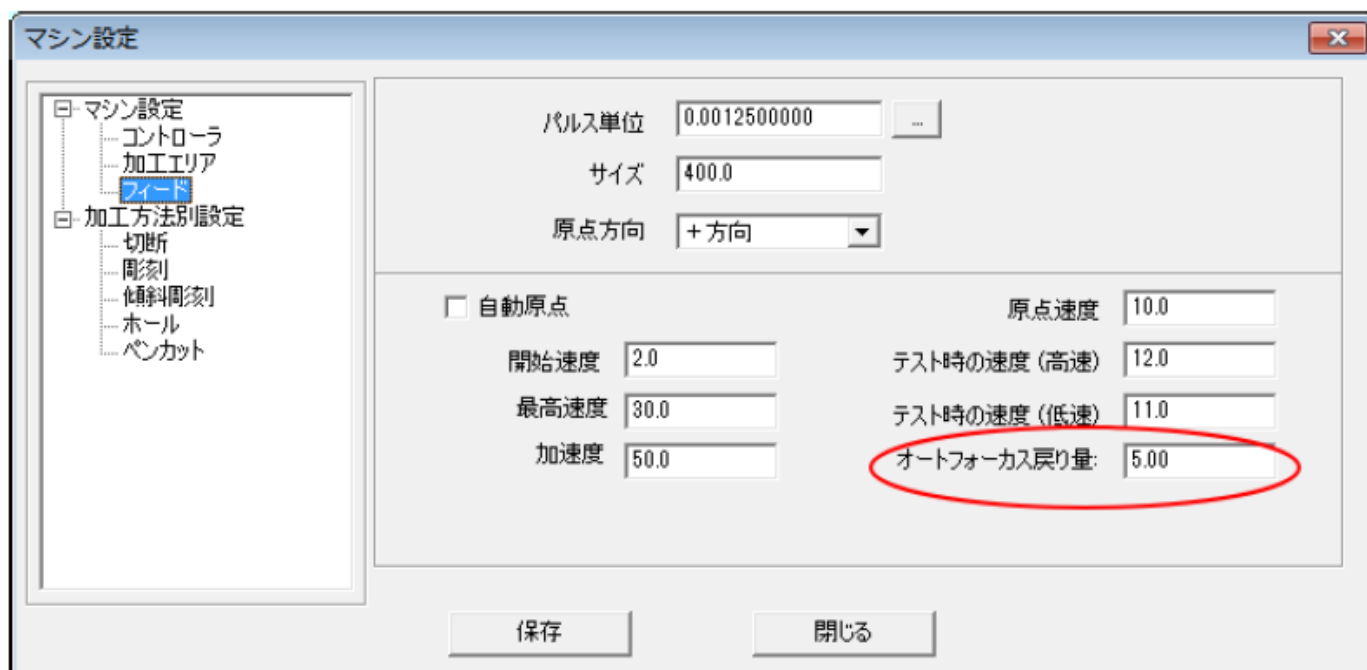 マシン設定
マシン設定
コントローラ
加工エリア
フィード
加工方法別設定
切断
彫刻
傾斜彫刻
ホール
ペンカット
パルス単位 0.0012500000 ...
サイズ 400.0
原点方向 +方向
自動原点
開始速度 2.0
最高速度 30.0
加速度 50.0
原点速度 10.0
テスト時の速度 (高速) 12.0
テスト時の速度 (低速) 11.0
オートフォーカス戻り量: 5.00
保存 閉じる